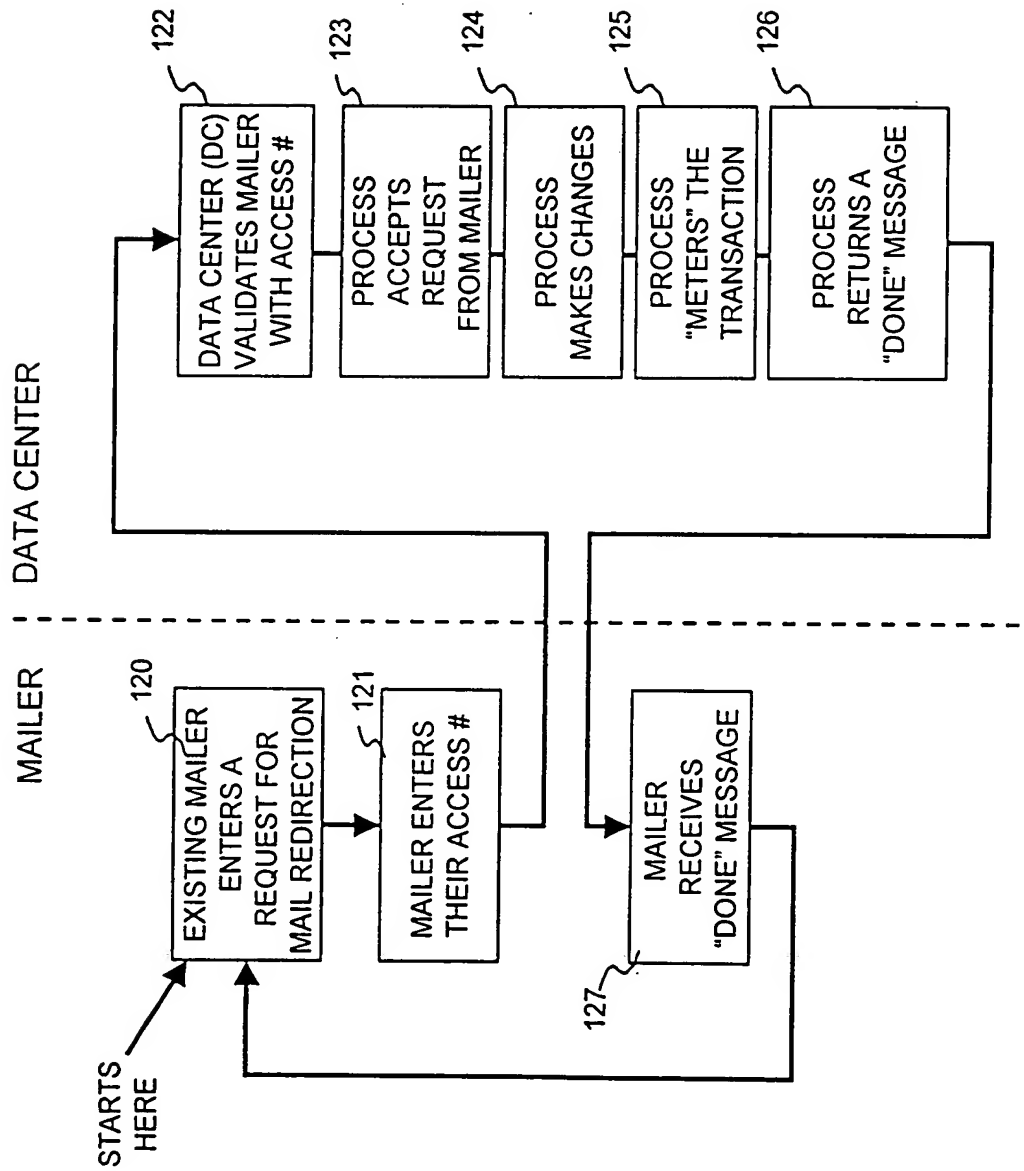 MAILER
DATA CENTER
STARTS
HERE
120
EXISTING MAILER
ENTERS A
REQUEST FOR
MAIL REDIRECTION
121
MAILER ENTERS
THEIR ACCESS #
122
DATA CENTER (DC)
VALIDATES MAILER
WITH ACCESS #
123
PROCESS
ACCEPTS
REQUEST
FROM MAILER
124
PROCESS
MAKES CHANGES
125
PROCESS
“METERS” THE
TRANSACTION
126
PROCESS
RETURNS A
“DONE” MESSAGE
127
MAILER
RECEIVES
“DONE” MESSAGE